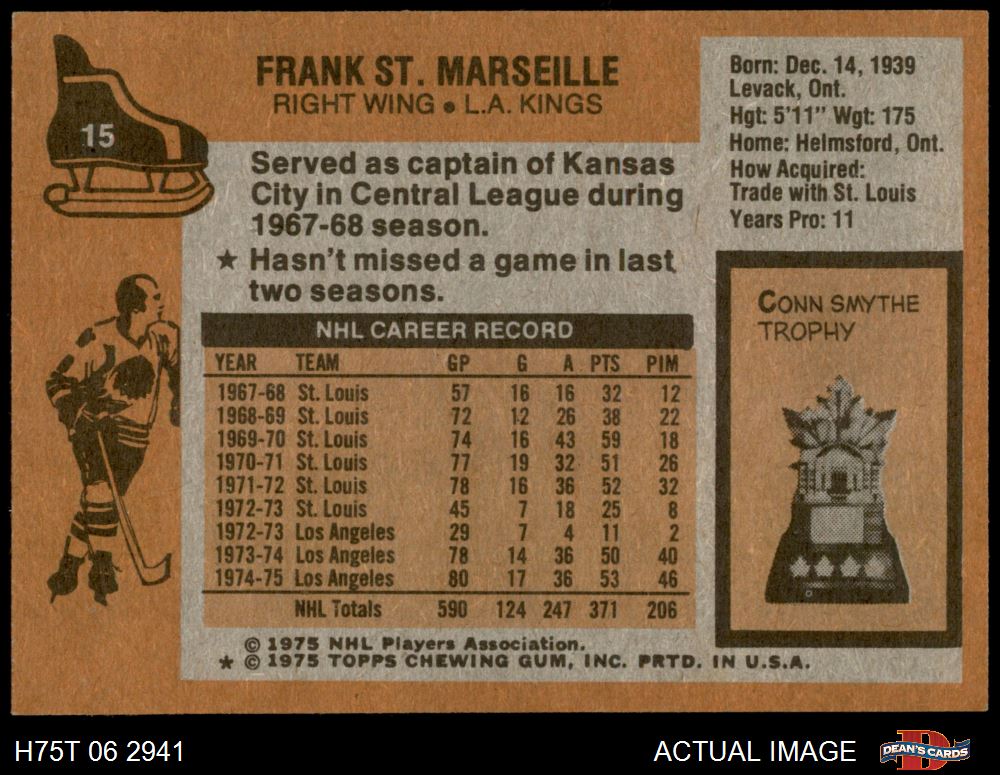 15
FRANK ST. MARSEILLE
RIGHT WING • L.A. KINGS
Born: Dec. 14, 1939
Levack, Ont.
Hgt: 5'11" Wgt: 175
Home: Helmsford, Ont.
How Acquired:
Trade with St. Louis
Years Pro: 11
Served as captain of Kansas
City in Central League during
1967-68 season.
★ Hasn't missed a game in last
two seasons.
NHL CAREER RECORD
YEAR TEAM GP G A PTS PIM
1967-68 St. Louis 57 16 16 32 12
1968-69 St. Louis 72 12 26 38 22
1969-70 St. Louis 74 16 43 59 18
1970-71 St. Louis 77 19 32 51 26
1971-72 St. Louis 78 16 36 52 32
1972-73 St. Louis 45 7 18 25 8
1972-73 Los Angeles 29 7 4 11 2
1973-74 Los Angeles 78 14 36 50 40
1974-75 Los Angeles 80 17 36 53 46
NHL Totals 590 124 247 371 206
CONN SMYTHE
TROPHY
© 1975 NHL Players Association.
★ © 1975 TOPPS CHEWING GUM, INC. PRTD. IN U.S.A.
H75T 06 2941
ACTUAL IMAGE
DEAN'S CARDS